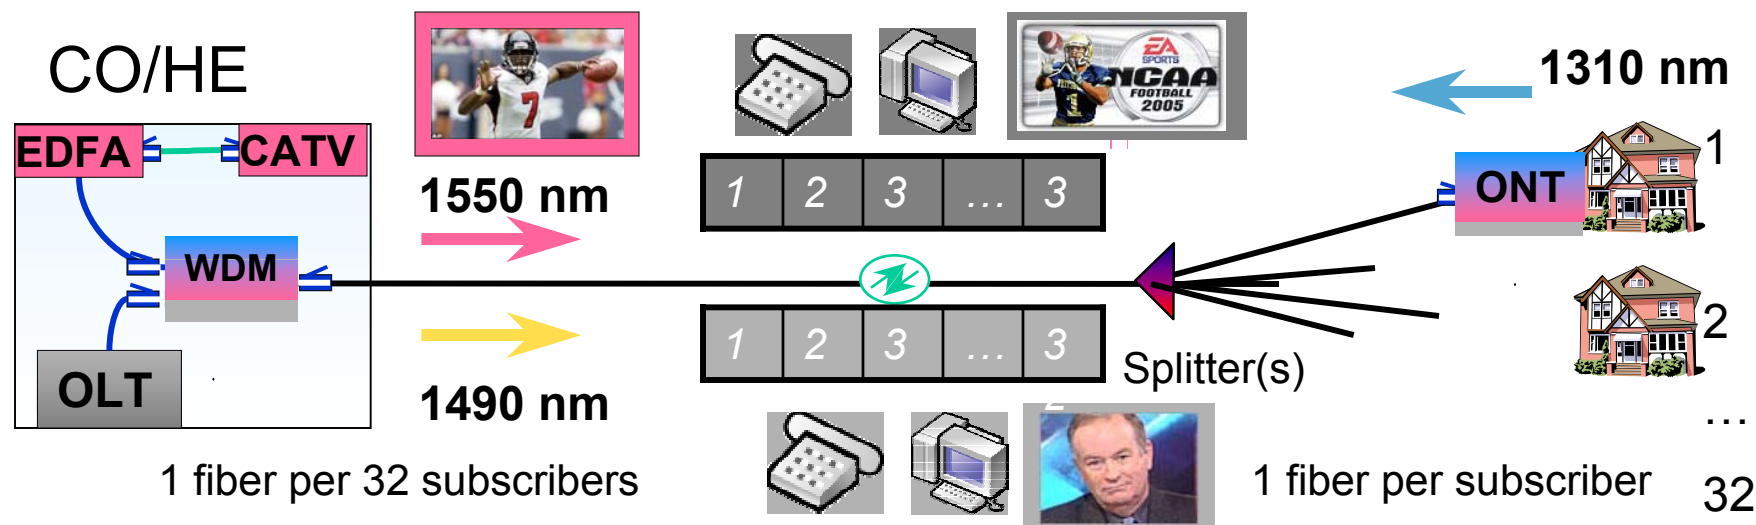 CO/HE
EDFA
CATV
WDM
OLT
1550 nm
1490 nm
7
EA
SPORTS
NCAA
FOOTBALL
2005
1310 nm
1 2 3 ... 3
1 2 3 ... 3
2
Splitter(s)
ONT
1
2
...
32
1 fiber per 32 subscribers
1 fiber per subscriber